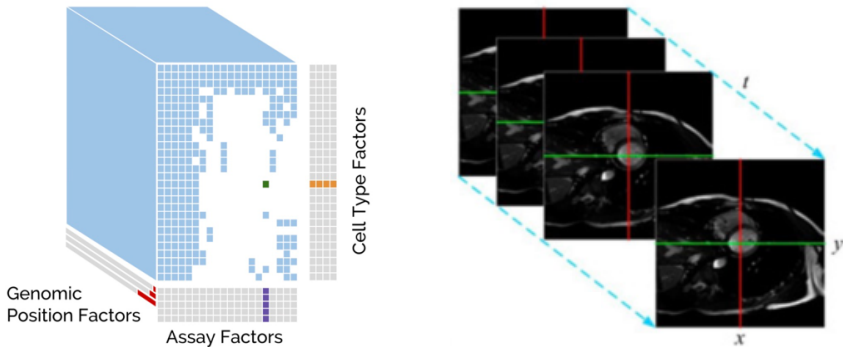 Cell Type Factors
Genomic
Position Factors
Assay Factors
t
y
x